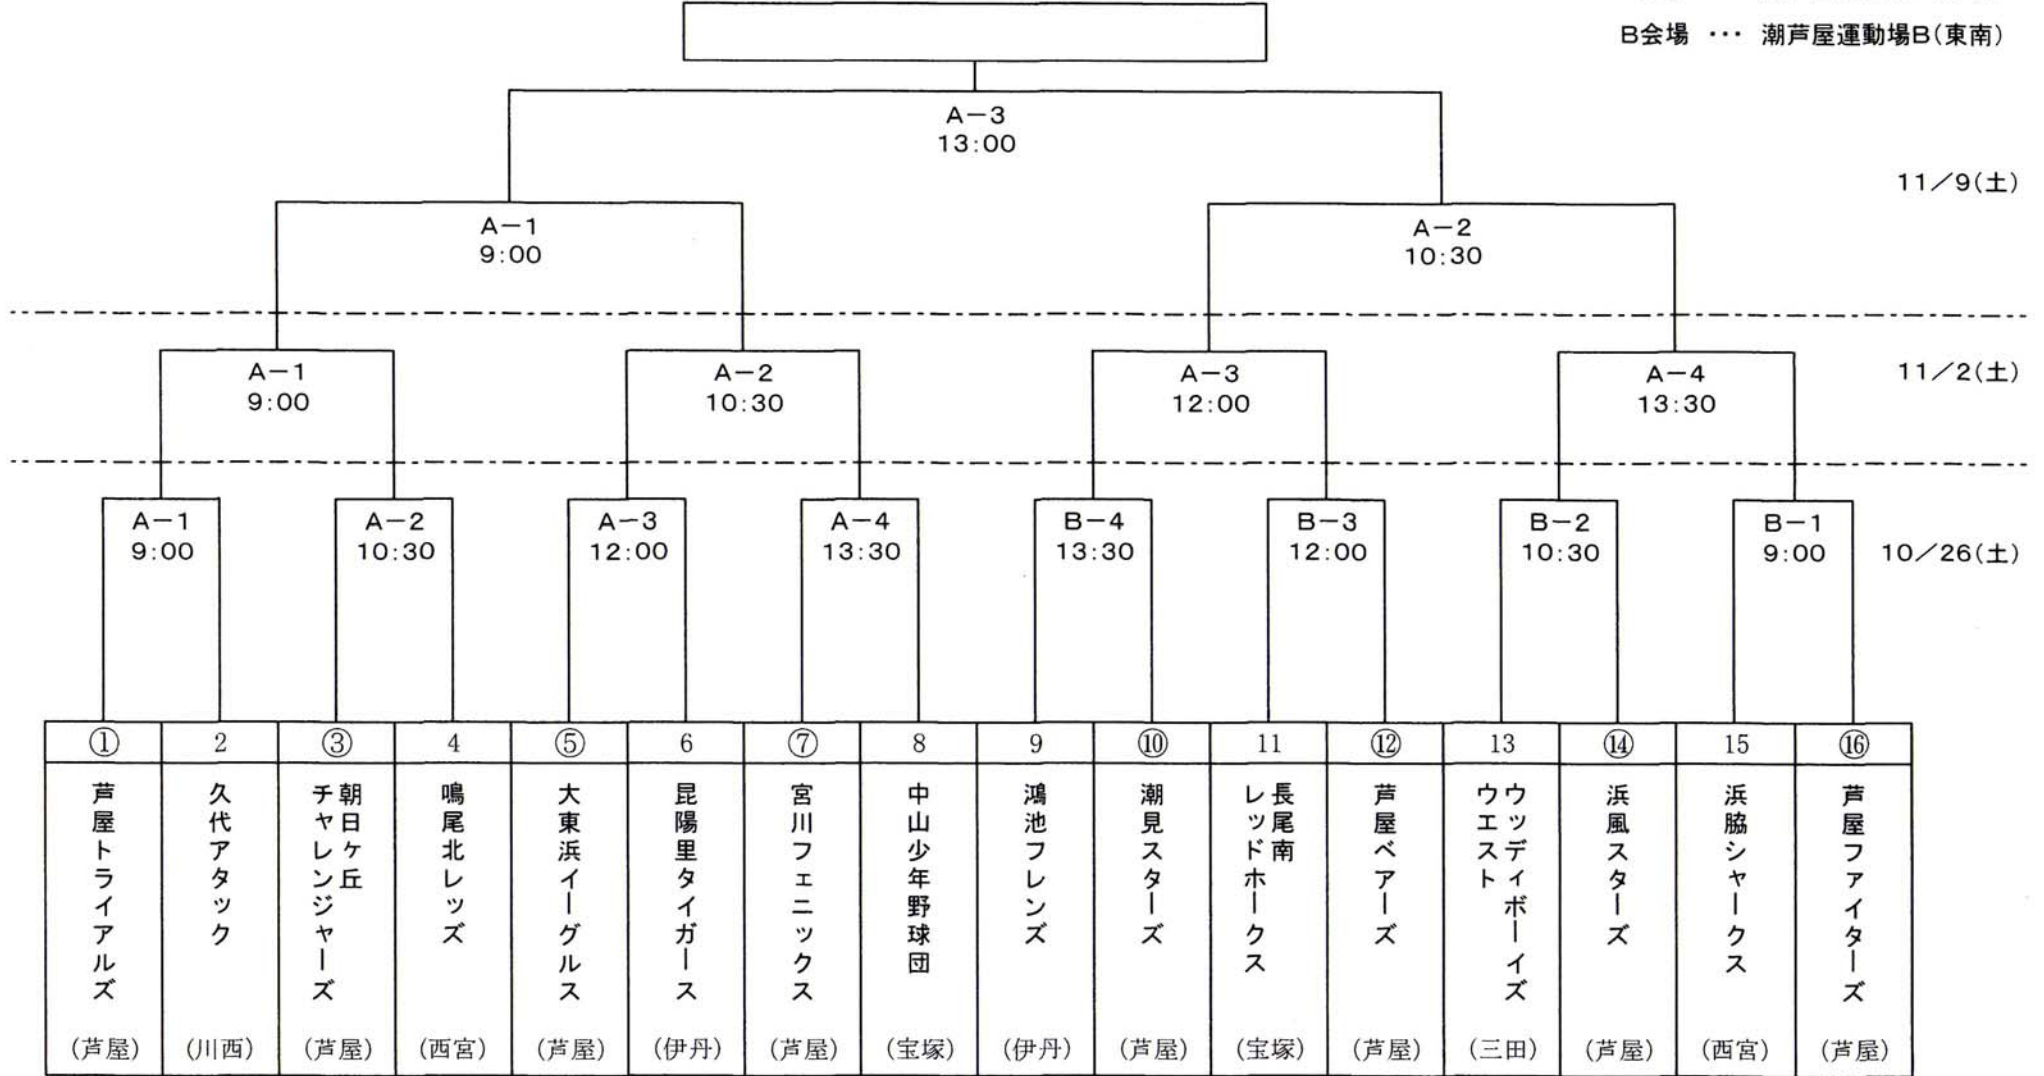 B会場 ・・・ 潮芦屋運動場B(東南)
A－3
13:00
11／9(土)
A－1
9:00
A－2
10:30
A－1
9:00
A－2
10:30
A－3
12:00
A－4
13:30
11／2(土)
A－1
9:00
A－2
10:30
A－3
12:00
A－4
13:30
B－4
13:30
B－3
12:00
B－2
10:30
B－1
9:00
10／26(土)
①
2
③
4
⑤
6
⑦
8
9
⑩
11
⑫
13
⑭
15
⑯
芦屋トライアルズ
久代アタック
朝日ヶ丘
チャレンジャーズ
鳴尾北レッズ
大東浜イーグルス
昆陽里タイガース
宮川フェニックス
中山少年野球団
鴻池フレンズ
潮見スターズ
長尾南
レッドホークス
芦屋ベアーズ
ウッディボーイズ
ウエスト
浜風スターズ
浜脇シャークス
芦屋ファイターズ
(芦屋)
(川西)
(芦屋)
(西宮)
(芦屋)
(伊丹)
(芦屋)
(宝塚)
(伊丹)
(芦屋)
(宝塚)
(芦屋)
(三田)
(芦屋)
(西宮)
(芦屋)